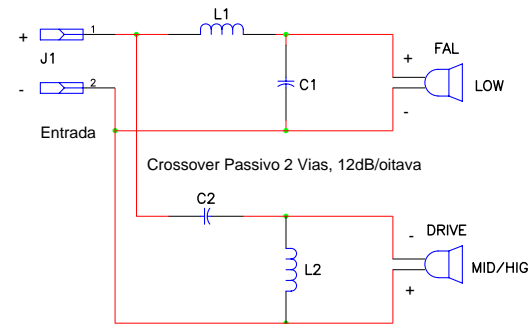 L1
+ 1 J1
- 2
Entrada
C1
+ FAL
LOW
-
Crossover Passivo 2 Vias, 12dB/oitava
C2
L2
- DRIVE
MID/HIG
+